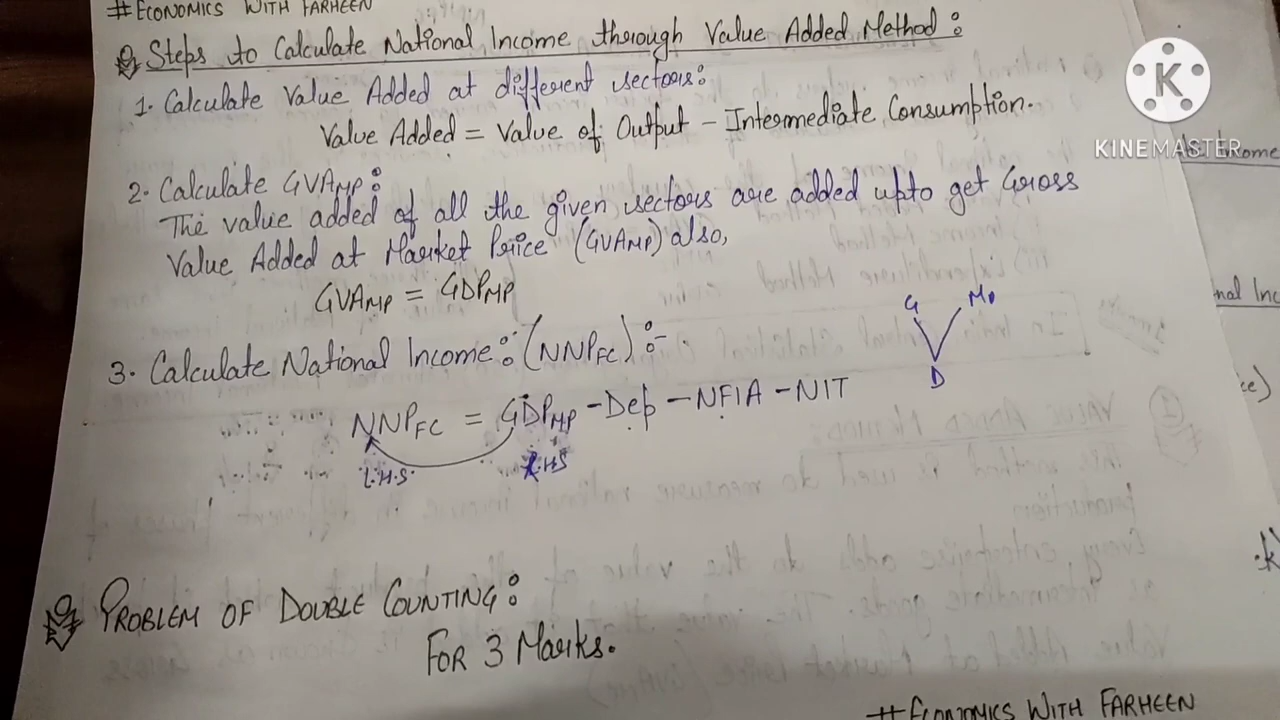 # ECONOMICS WITH FARHEEN
Q Steps to Calculate National Income through Value Added Method:
1. Calculate Value Added at different sectors:
Value Added = Value of Output - Intermediate Consumption.
2. Calculate GVAMP:
The value added of all the given sectors are added upto get Gross
Value Added at Market Price (GVAMP) also,
GVAMP = GDPMP
3. Calculate National Income: (NNPFC):-
G MP
D
NNPFC = GDPMP - Dep - NFIA - NIT
L.H.S. R.H.S
Q PROBLEM OF DOUBLE COUNTING:
FOR 3 Marks.
# ECONOMICS WITH FARHEEN
K
KINEMASTER